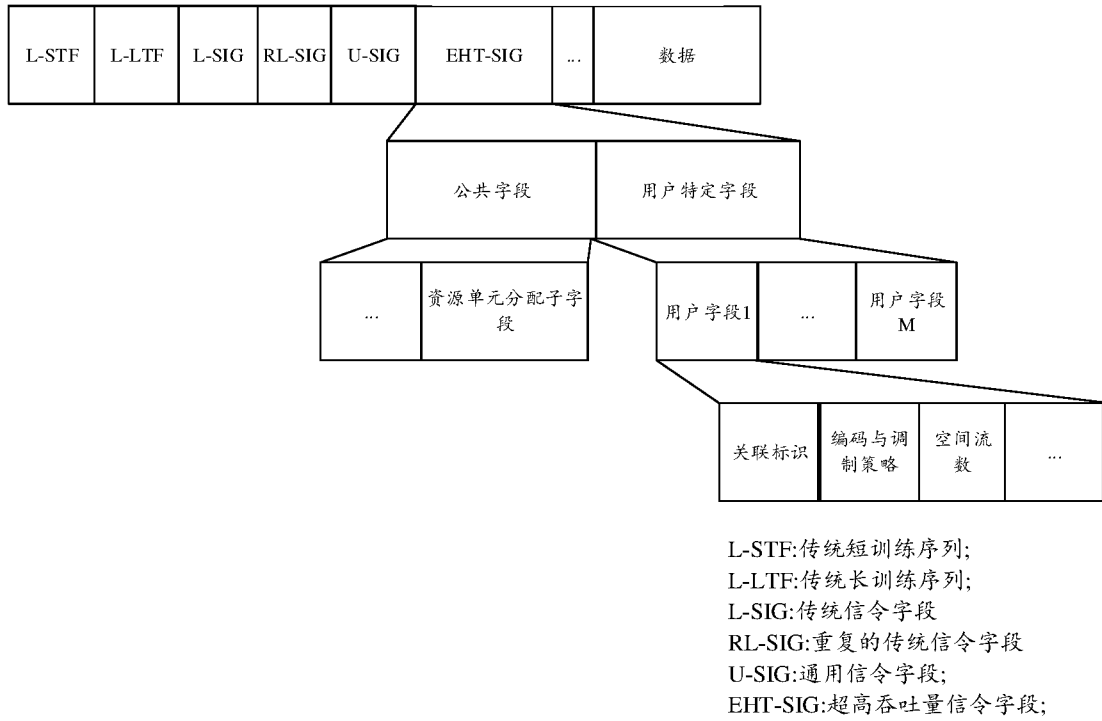 L-STF L-LTF L-SIG RL-SIG U-SIG EHT-SIG ... 数据
公共字段 用户特定字段
... 资源单元分配子字
段
用户字段1 ... 用户字段
M
关联标识 编码与调
制策略 空间流
数 ...
L-STF:传统短训练序列;
L-LTF:传统长训练序列;
L-SIG:传统信令字段
RL-SIG:重复的传统信令字段
U-SIG:通用信令字段;
EHT-SIG:超高吞吐量信令字段;